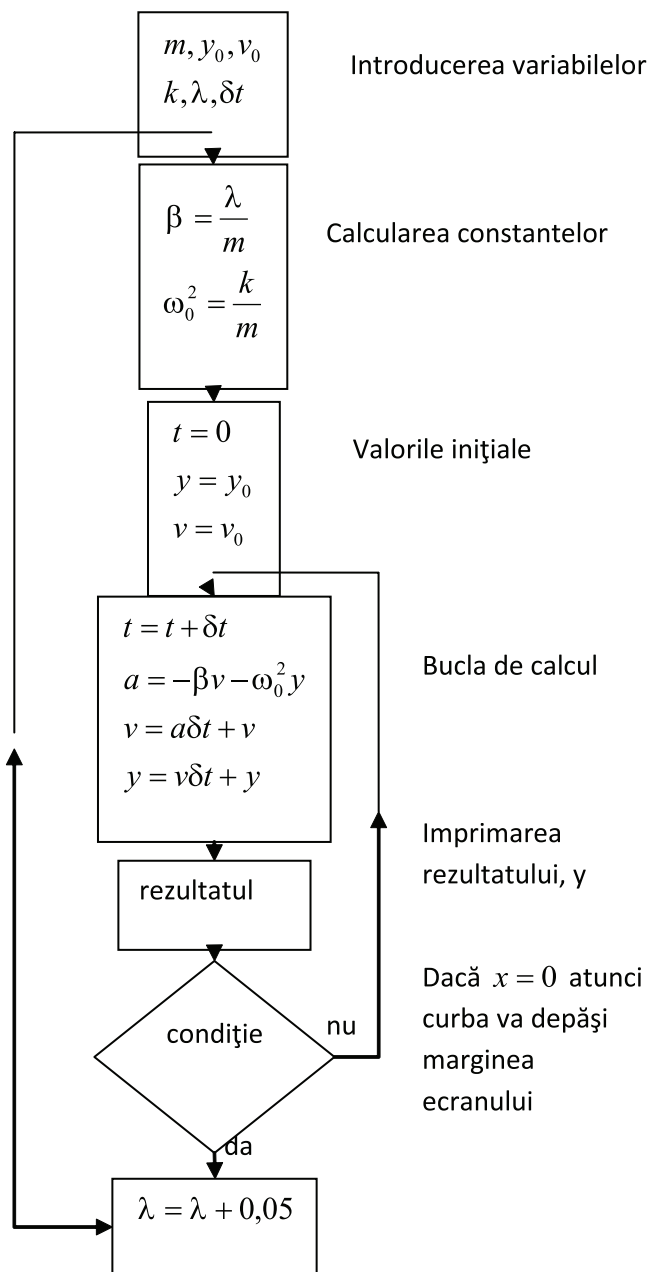 m, y₀, v₀
k, λ, δt
Introducerea variabilelor
β = λ/m
ω₀² = k/m
Calcularea constantelor
t = 0
y = y₀
v = v₀
Valorile iniţiale
t = t + δt
a = −βv − ω₀²y
v = aδt + v
y = vδt + y
Bucla de calcul
rezultatul
Imprimarea
rezultatului, y
condiţie
nu
Dacă x = 0 atunci
curba va depăşi
marginea
ecranului
da
λ = λ + 0,05